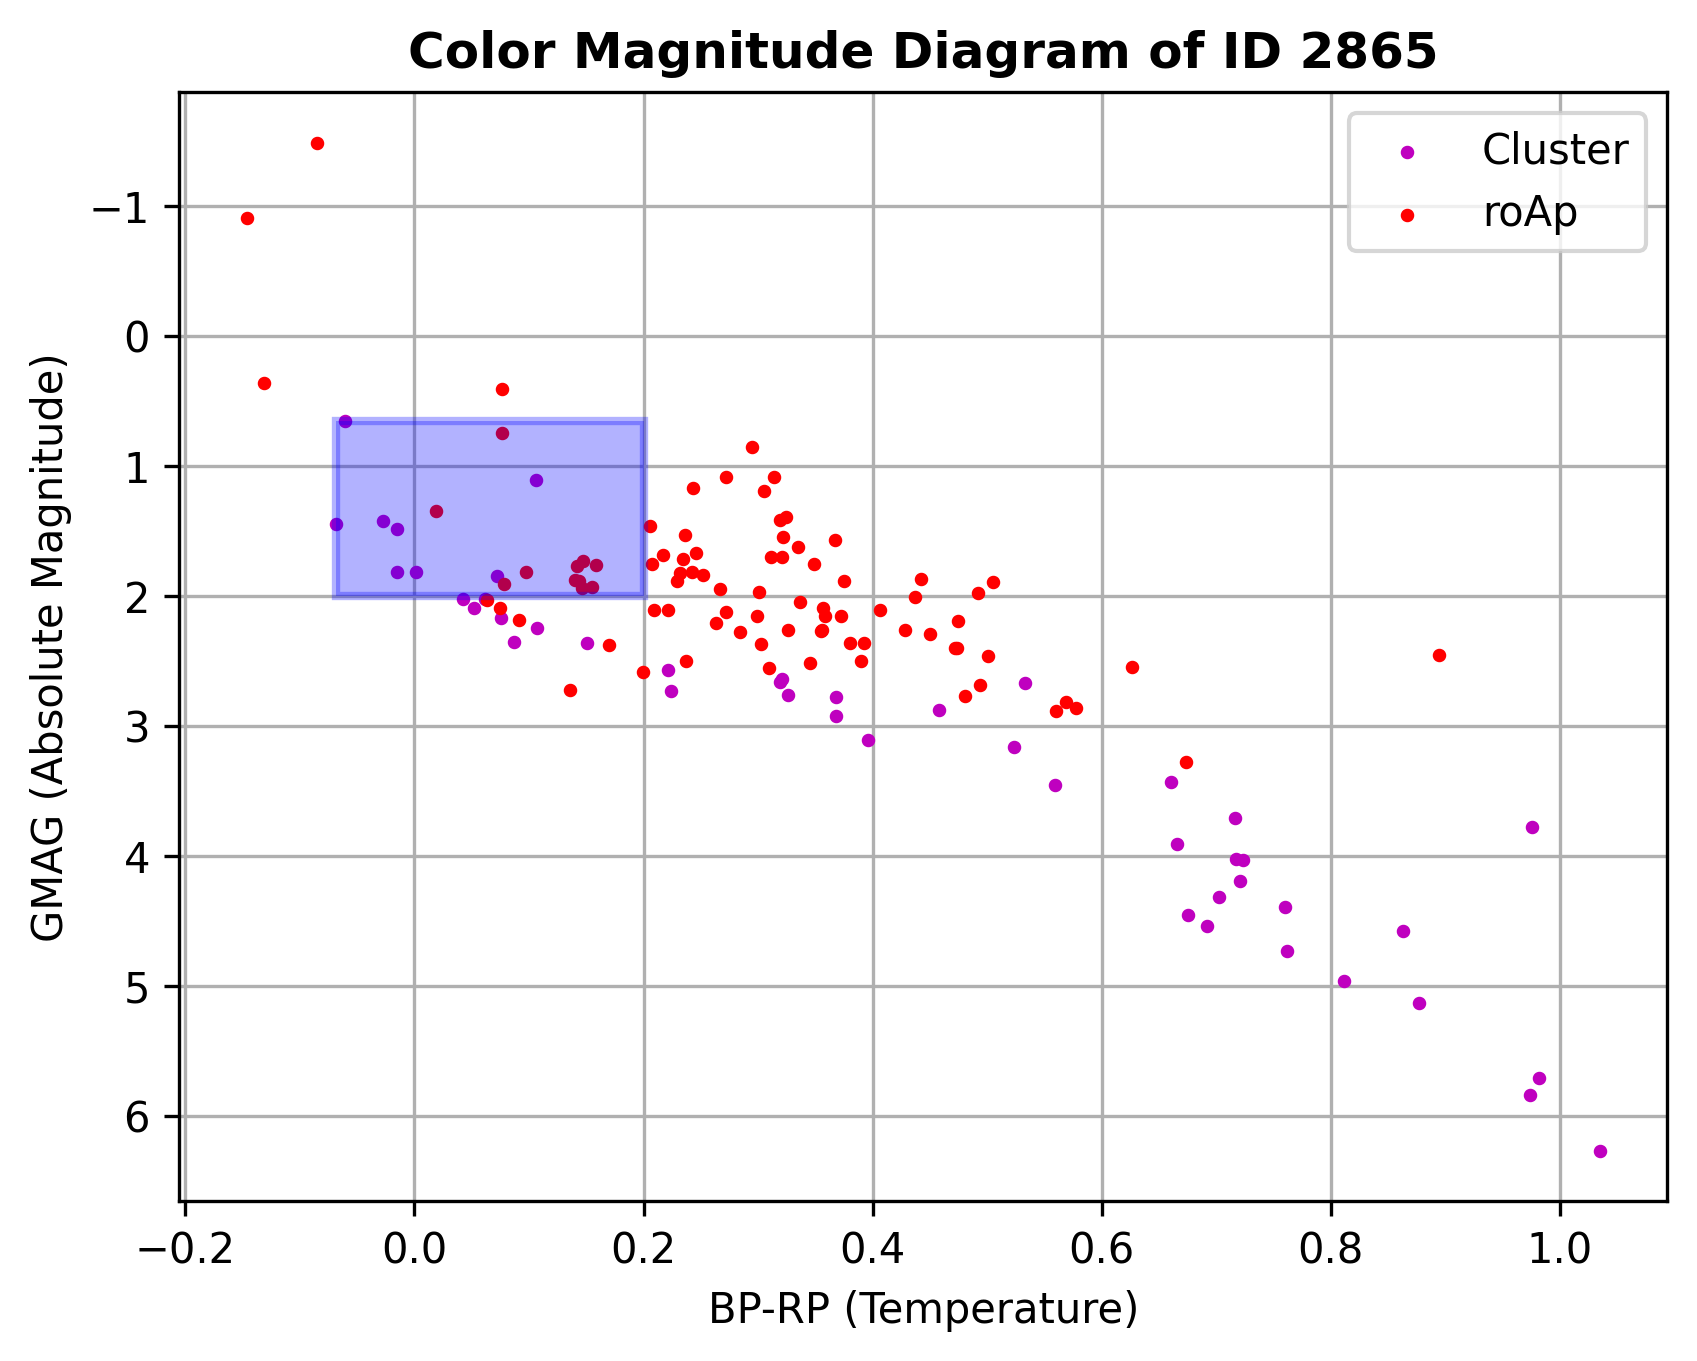 Color Magnitude Diagram of ID 2865
Cluster
roAp
GMAG (Absolute Magnitude)
−1
0
1
2
3
4
5
6
−0.2 0.0 0.2 0.4 0.6 0.8 1.0
BP-RP (Temperature)